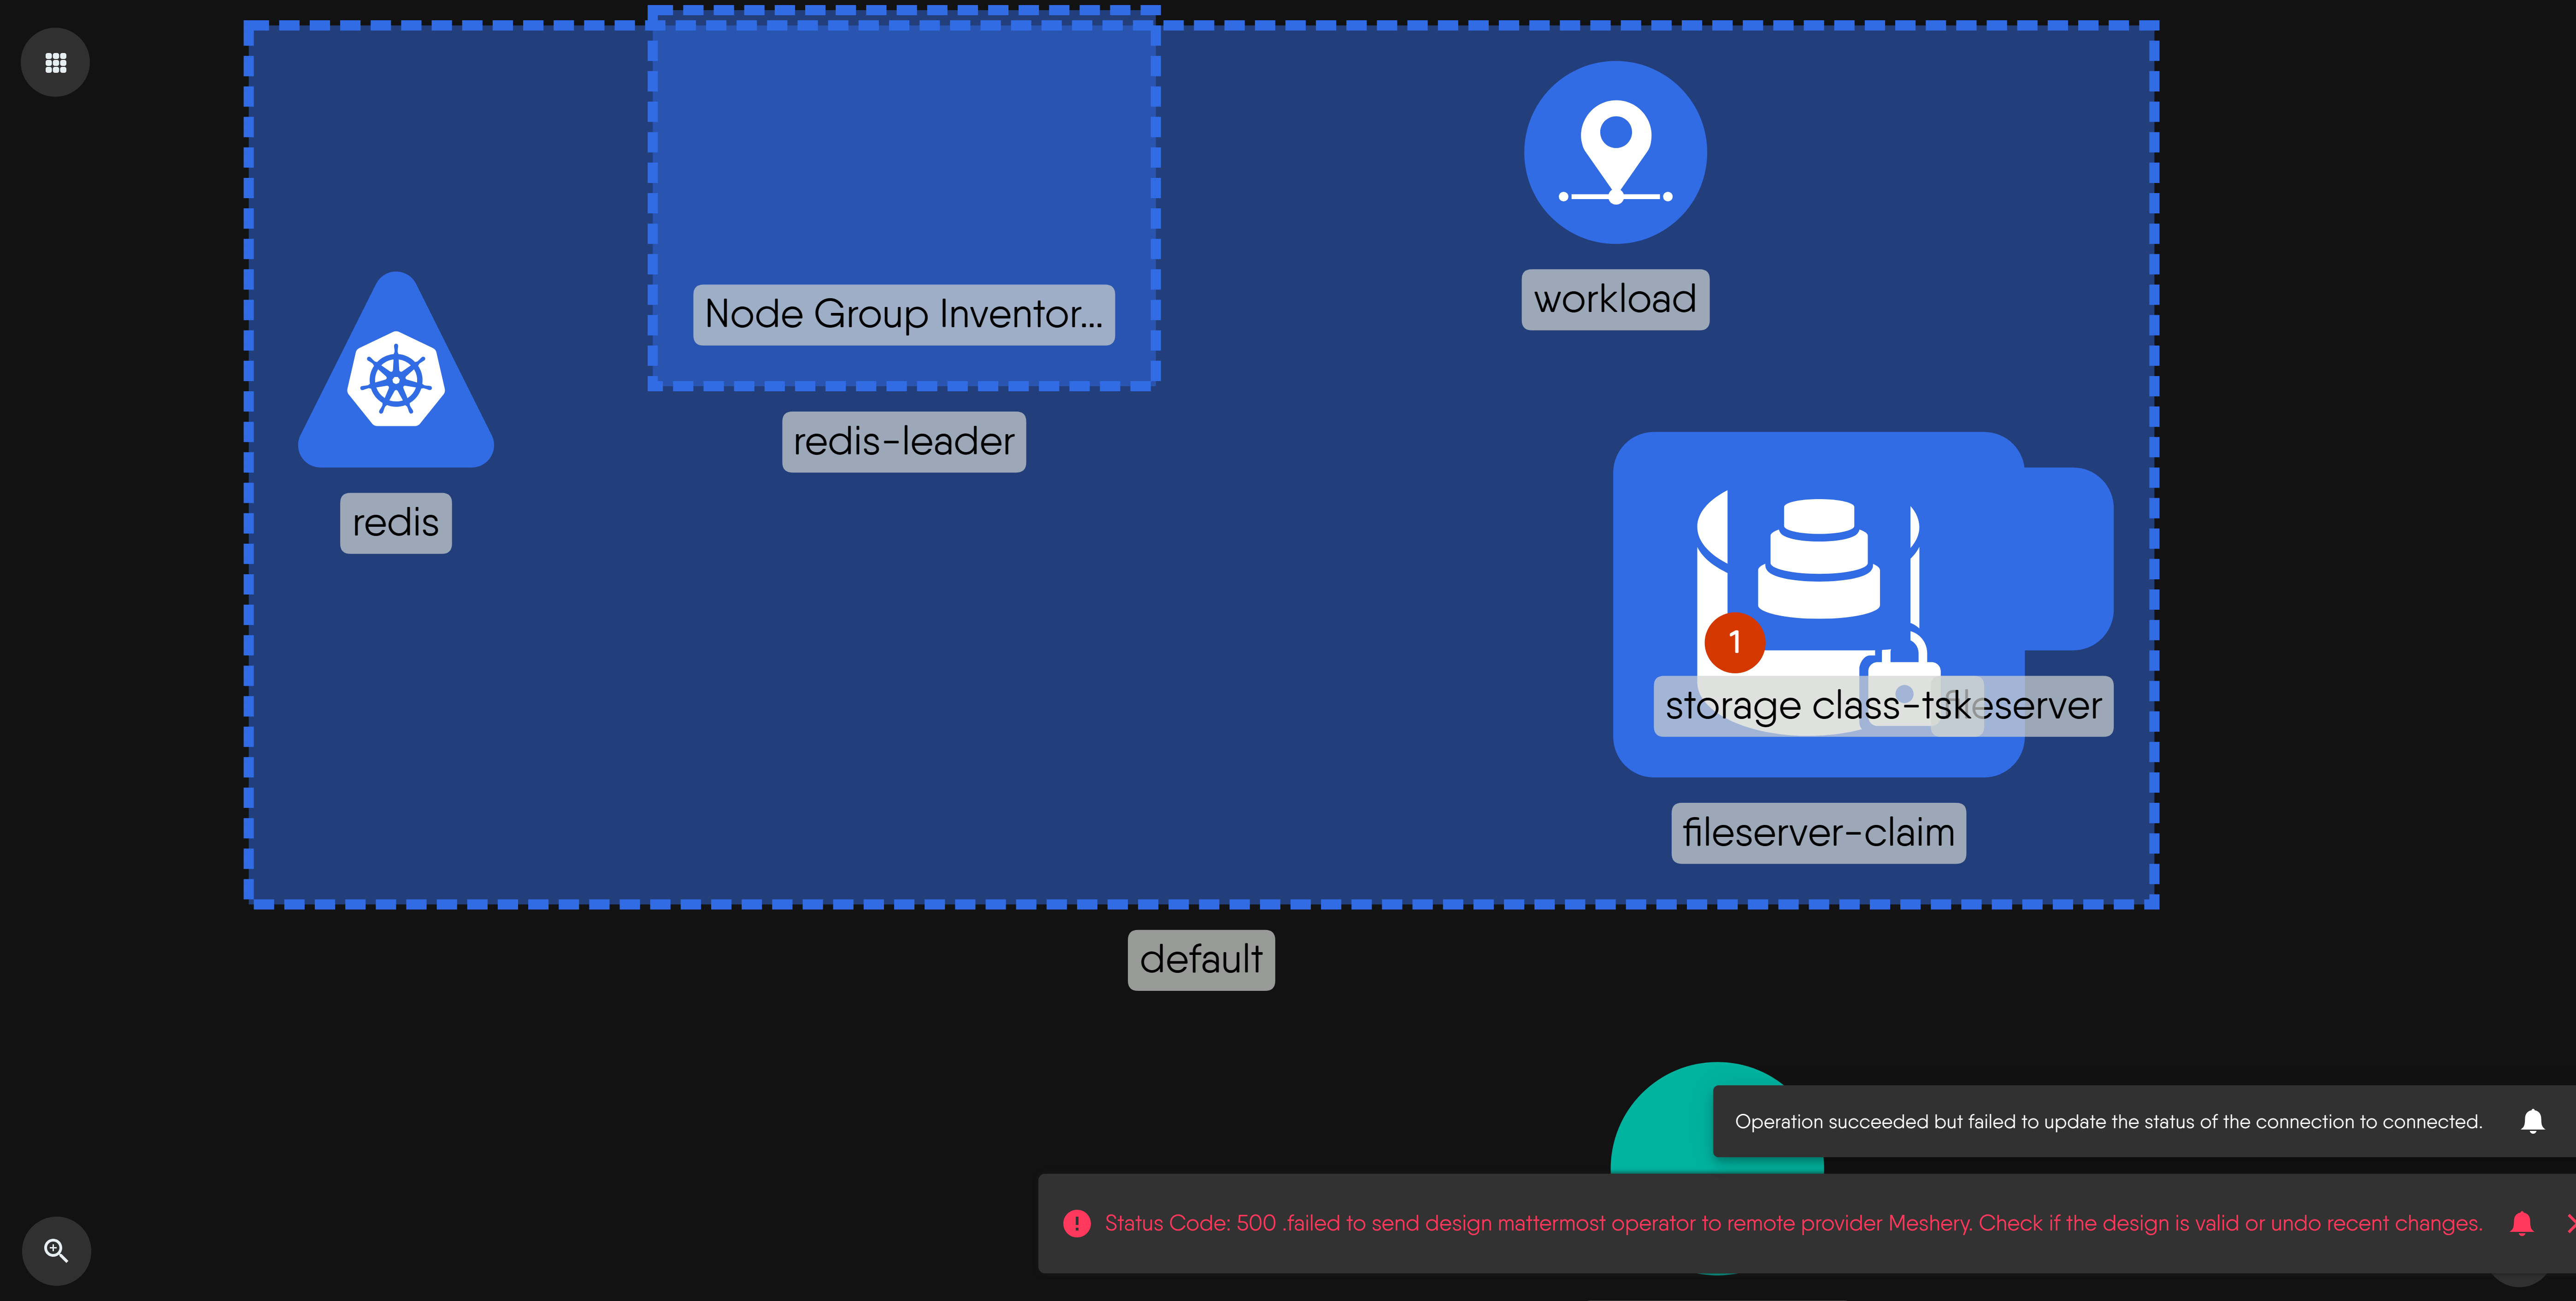 Node Group Inventor...
redis-leader
workload
redis
1
storage class-tsk
fileserver
fileserver-claim
default
Operation succeeded but failed to update the status of the connection to connected.
Status Code: 500 .failed to send design mattermost operator to remote provider Meshery. Check if the design is valid or undo recent changes.